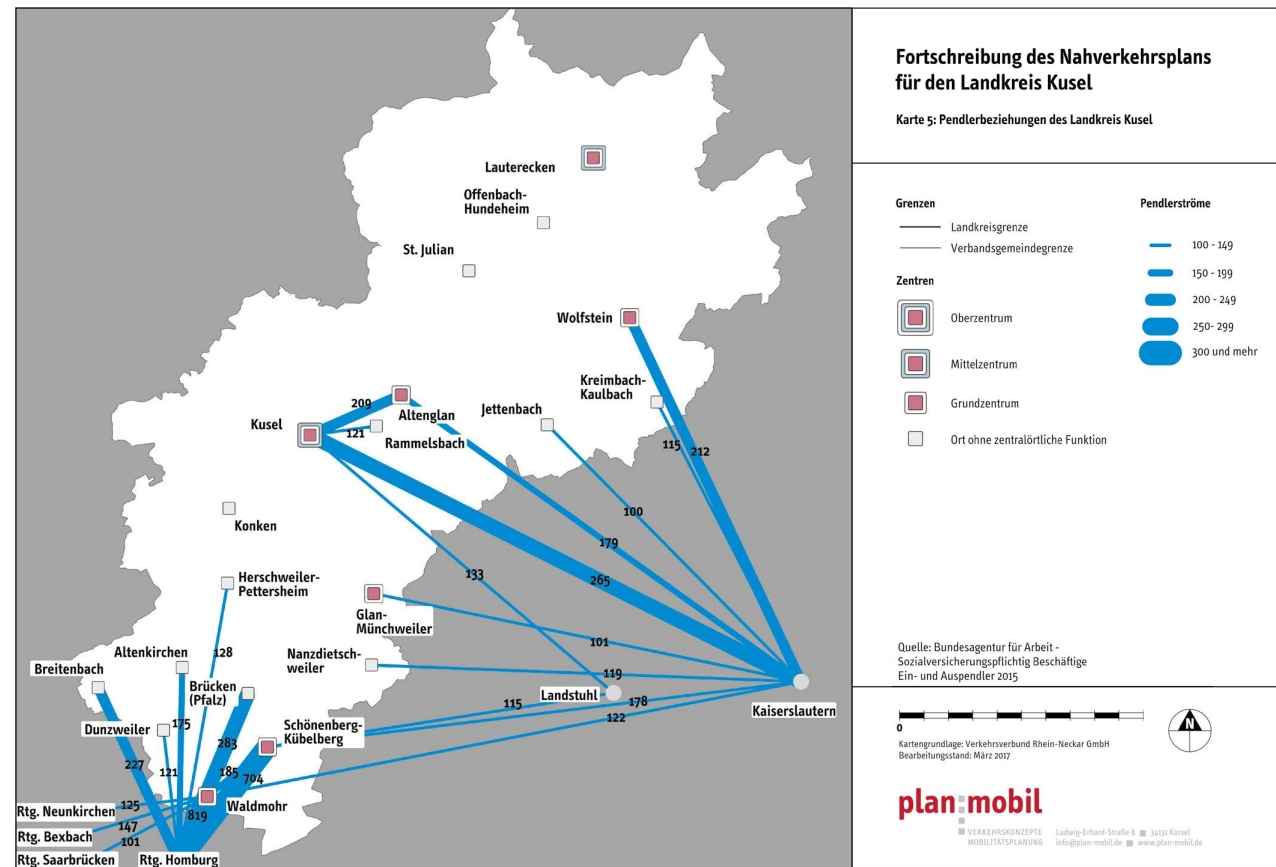 Fortschreibung des Nahverkehrsplans
für den Landkreis Kusel
Karte 5: Pendlerbeziehungen des Landkreis Kusel
Grenzen
Landkreisgrenze
Verbandsgemeindegrenze
Zentren
Oberzentrum
Mittelzentrum
Grundzentrum
Ort ohne zentralörtliche Funktion
Pendlerströme
100 - 149
150 - 199
200 - 249
250- 299
300 und mehr
Quelle: Bundesagentur für Arbeit -
Sozialversicherungspflichtig Beschäftigte
Ein- und Auspendler 2015
0
Kartengrundlage: Verkehrsverbund Rhein-Neckar GmbH
Bearbeitungsstand: März 2017
N
plan:mobil
VERKEHRSKONZEPTE
MOBILITÄTSPLANUNG
Ludwig-Erhard-Straße 8 34131 Kassel
info@plan-mobil.de www.plan-mobil.de
Lauterecken
Offenbach-
Hundeheim
St. Julian
Wolfstein
Kreimbach-
Kaulbach
Jettenbach
Altenglan
Kusel
Rammelsbach
209
121
115
212
100
179
265
133
Konken
Herschweiler-
Pettersheim
Glan-
Münchweiler
101
Nanzdietsch-
weiler
119
Landstuhl
Kaiserslautern
115
178
122
128
Altenkirchen
Breitenbach
Brücken
(Pfalz)
Dunzweiler
175
Schönenberg-
Kübelberg
283
227
121
185
704
Waldmohr
819
125
147
101
Rtg. Neunkirchen
Rtg. Bexbach
Rtg. Saarbrücken
Rtg. Homburg